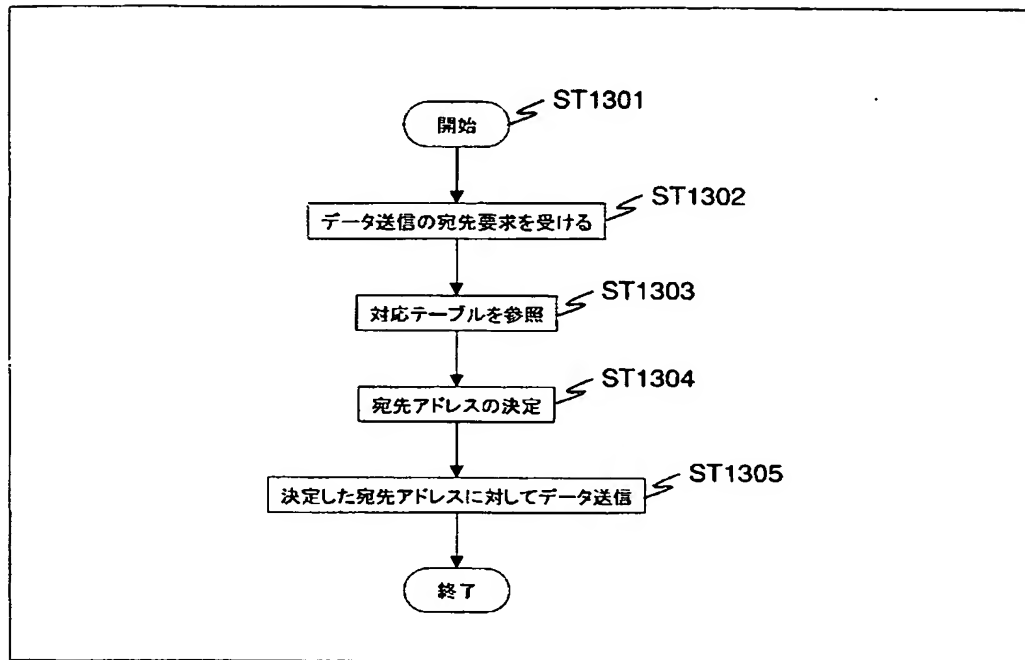 開始
ST1301
データ送信の宛先要求を受ける
ST1302
対応テーブルを参照
ST1303
宛先アドレスの決定
ST1304
決定した宛先アドレスに対してデータ送信
ST1305
終了